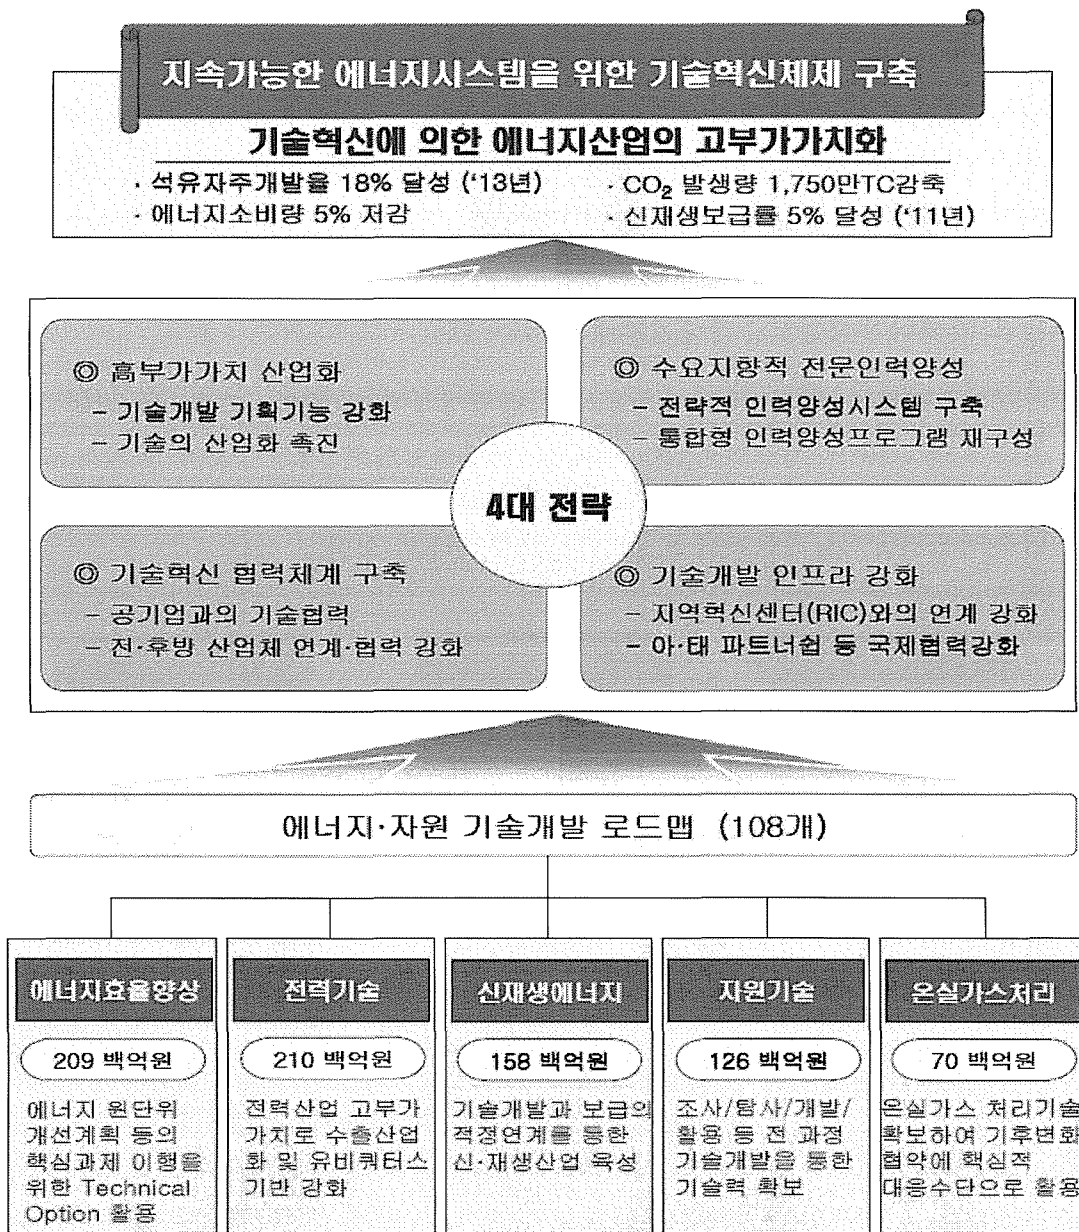 지속가능한 에너지시스템을 위한 기술혁신체제 구축
기술혁신에 의한 에너지산업의 고부가가치화
· 석유자주개발율 18% 달성 ('13년)
· CO₂ 발생량 1,750만TC감축
· 에너지소비량 5% 저감
· 신재생보급률 5% 달성 ('11년)
◎ 高부가가치 산업화
– 기술개발 기획기능 강화
– 기술의 산업화 촉진
◎ 수요지향적 전문인력양성
– 전략적 인력양성시스템 구축
– 통합형 인력양성프로그램 재구성
4대 전략
◎ 기술혁신 협력체계 구축
– 공기업과의 기술협력
– 전·후방 산업체 연계·협력 강화
◎ 기술개발 인프라 강화
– 지역혁신센터(RIC)와의 연계 강화
– 아·태 파트너쉽 등 국제협력강화
에너지·자원 기술개발 로드맵 (108개)
에너지효율향상
209 백억원
에너지 원단위
개선계획 등의
핵심과제 이행을
위한 Technical
Option 활용
전력기술
210 백억원
전력산업 고부가
가치로 수출산업
화 및 유비쿼터스
기반 강화
신재생에너지
158 백억원
기술개발과 보급의
적정연계를 통한
신·재생산업 육성
자원기술
126 백억원
조사/탐사/개발/
활용 등 전 과정
기술개발을 통한
기술력 확보
온실가스처리
70 백억원
온실가스 처리기술
확보하여 기후변화
협약에 핵심적
대응수단으로 활용